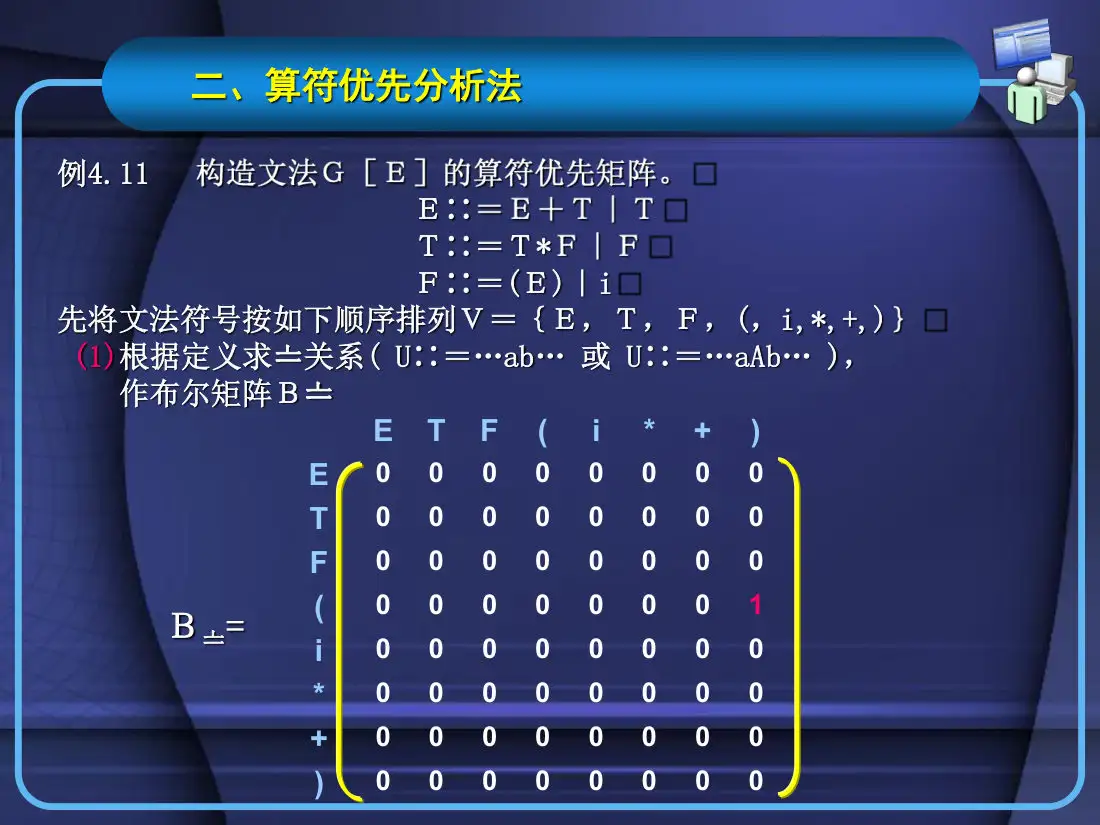 二、算符优先分析法
例4.11 构造文法G［E］的算符优先矩阵。□
E∷＝E＋T｜T□
T∷＝T*F｜F□
F∷＝(E)|i□
先将文法符号按如下顺序排列V＝{E，T，F，(，i,*,+,)}□
(1)根据定义求≐关系( U∷＝…ab… 或 U∷＝…aAb… )，
作布尔矩阵B≐
E T F ( i * + )
E 0 0 0 0 0 0 0 0
T 0 0 0 0 0 0 0 0
F 0 0 0 0 0 0 0 0
( 0 0 0 0 0 0 0 1
B≐=
i 0 0 0 0 0 0 0 0
* 0 0 0 0 0 0 0 0
+ 0 0 0 0 0 0 0 0
) 0 0 0 0 0 0 0 0